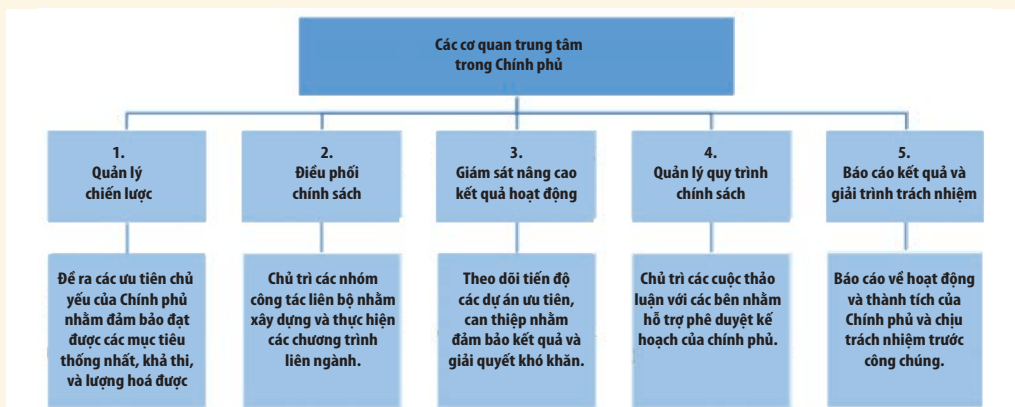 Các cơ quan trung tâm
trong Chính phủ
1.
Quản lý
chiến lược
2.
Điều phối
chính sách
3.
Giám sát nâng cao
kết quả hoạt động
4.
Quản lý quy trình
chính sách
5.
Báo cáo kết quả và
giải trình trách nhiệm
Đề ra các ưu tiên chủ
yếu của Chính phủ
nhằm đảm bảo đạt
được các mục tiêu
thống nhất, khả thi,
và lượng hoá được
Chủ trì các nhóm
công tác liên bộ nhằm
xây dựng và thực hiện
các chương trình
liên ngành.
Theo dõi tiến độ
các dự án ưu tiên,
can thiệp nhằm
đảm bảo kết quả và
giải quyết khó khăn.
Chủ trì các cuộc thảo
luận với các bên nhằm
hỗ trợ phê duyệt kế
hoạch của chính phủ.
Báo cáo về hoạt động
và thành tích của
Chính phủ và chịu
trách nhiệm trước
công chúng.